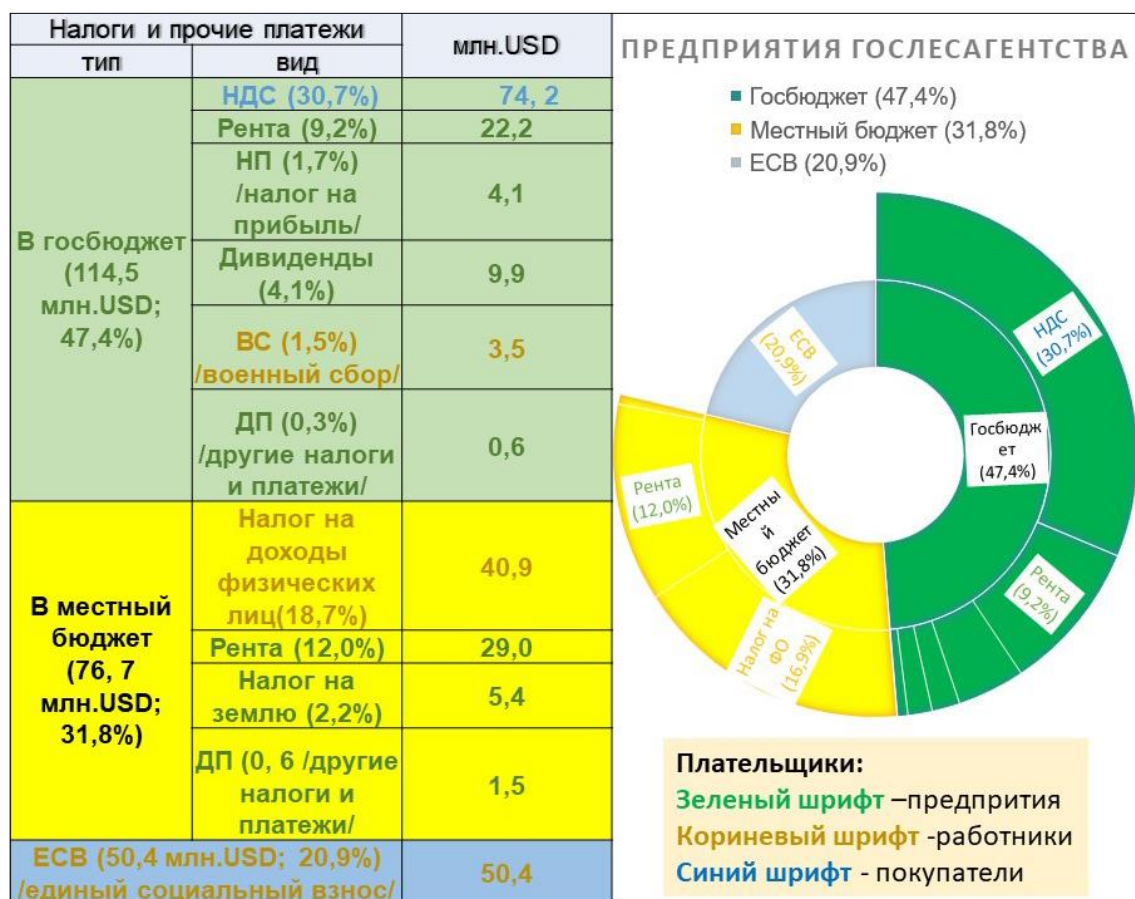 Налоги и прочие платежи
млн.USD
тип
вид
В госбюджет
(114,5
млн.USD;
47,4%)
НДС (30,7%)
74, 2
Рента (9,2%)
22,2
НП (1,7%)
/налог на
прибыль/
4,1
Дивиденды
(4,1%)
9,9
ВС (1,5%)
/военный сбор/
3,5
ДП (0,3%)
/другие налоги
и платежи/
0,6
В местный
бюджет
(76, 7
млн.USD;
31,8%)
Налог на
доходы
физических
лиц(18,7%)
40,9
Рента (12,0%)
29,0
Налог на
землю (2,2%)
5,4
ДП (0, 6 /другие
налоги и
платежи/
1,5
ЕСВ (50,4 млн.USD; 20,9%)
/единый социальный взнос/
50,4
ПРЕДПРИЯТИЯ ГОСЛЕСАГЕНТСТВА
Госбюджет (47,4%)
Местный бюджет (31,8%)
ЕСВ (20,9%)
НДС
(30,7%)
ЕСВ
(20,9%)
Госбюдж
ет
(47,4%)
Рента
(12,0%)
Местны
й
бюджет
(31,8%)
Рента
(9,2%)
Налог на
ФО
(16,9%)
Плательщики:
Зеленый шрифт –предпрития
Кориневый шрифт -работники
Синий шрифт - покупатели